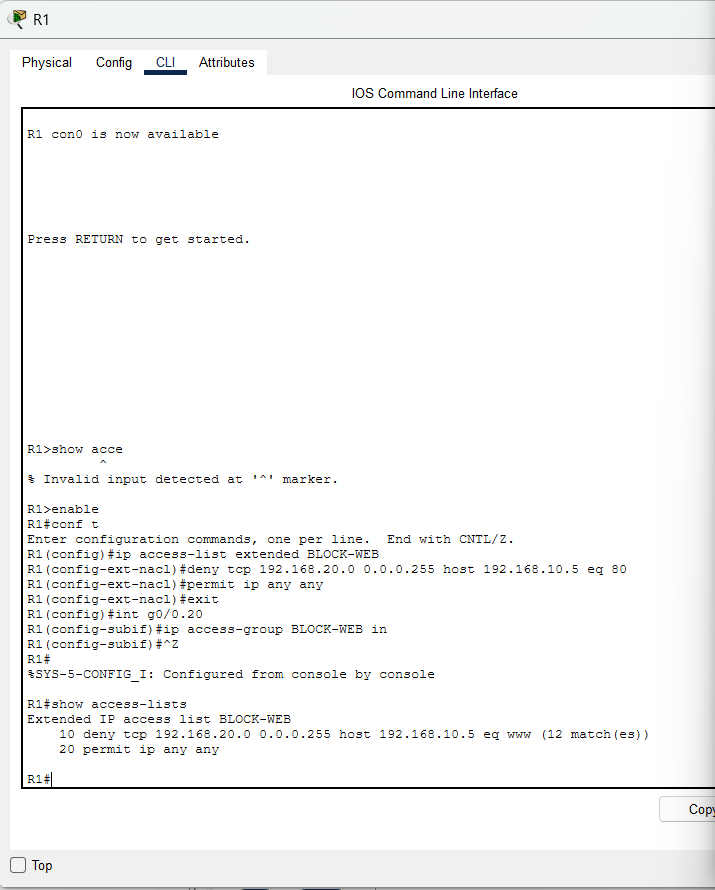 R1
Physical Config CLI Attributes
IOS Command Line Interface
R1 con0 is now available
Press RETURN to get started.
R1>show acce
^
% Invalid input detected at '^' marker.
R1>enable
R1#conf t
Enter configuration commands, one per line.  End with CNTL/Z.
R1(config)#ip access-list extended BLOCK-WEB
R1(config-ext-nacl)#deny tcp 192.168.20.0 0.0.0.255 host 192.168.10.5 eq 80
R1(config-ext-nacl)#permit ip any any
R1(config-ext-nacl)#exit
R1(config)#int g0/0.20
R1(config-subif)#ip access-group BLOCK-WEB in
R1(config-subif)#^Z
R1#
%SYS-5-CONFIG_I: Configured from console by console
R1#show access-lists
Extended IP access list BLOCK-WEB
    10 deny tcp 192.168.20.0 0.0.0.255 host 192.168.10.5 eq www (12 match(es))
    20 permit ip any any
R1#
Copy
Top